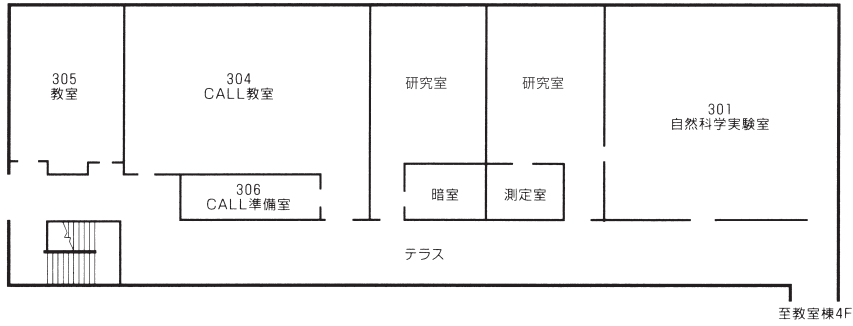 305
教室
304
CALL教室
研究室
研究室
301
自然科学実験室
306
CALL準備室
暗室
測定室
テラス
至教室棟4F